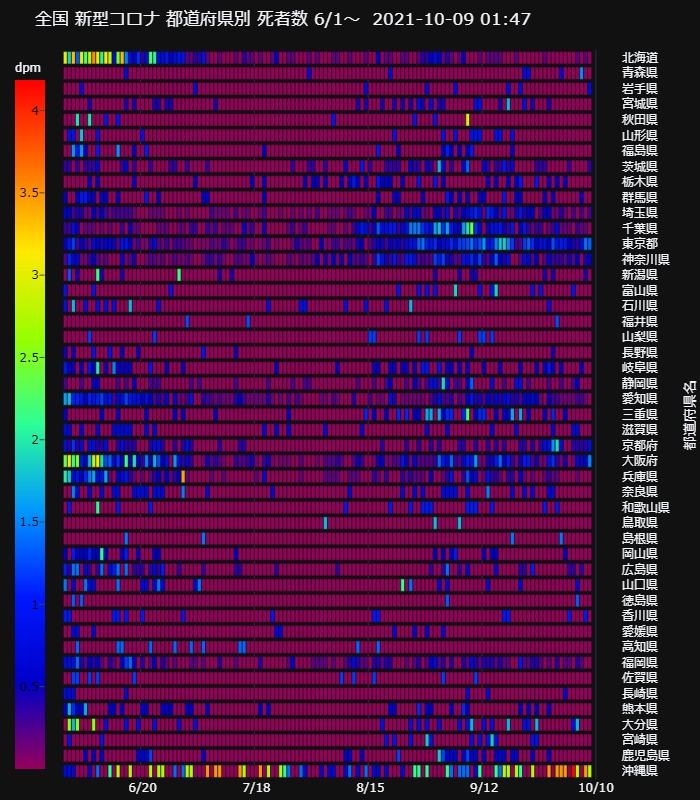 全国 新型コロナ 都道府県別 死者数 6/1～ 2021-10-09 01:47
dpm
4
3.5
3
2.5
2
1.5
1
0.5
北海道
青森県
岩手県
宮城県
秋田県
山形県
福島県
茨城県
栃木県
群馬県
埼玉県
千葉県
東京都
神奈川県
新潟県
富山県
石川県
福井県
山梨県
長野県
岐阜県
静岡県
愛知県
三重県
滋賀県
京都府
大阪府
兵庫県
奈良県
和歌山県
鳥取県
島根県
岡山県
広島県
山口県
徳島県
香川県
愛媛県
高知県
福岡県
佐賀県
長崎県
熊本県
大分県
宮崎県
鹿児島県
沖縄県
都道府県名
6/20 7/18 8/15 9/12 10/10